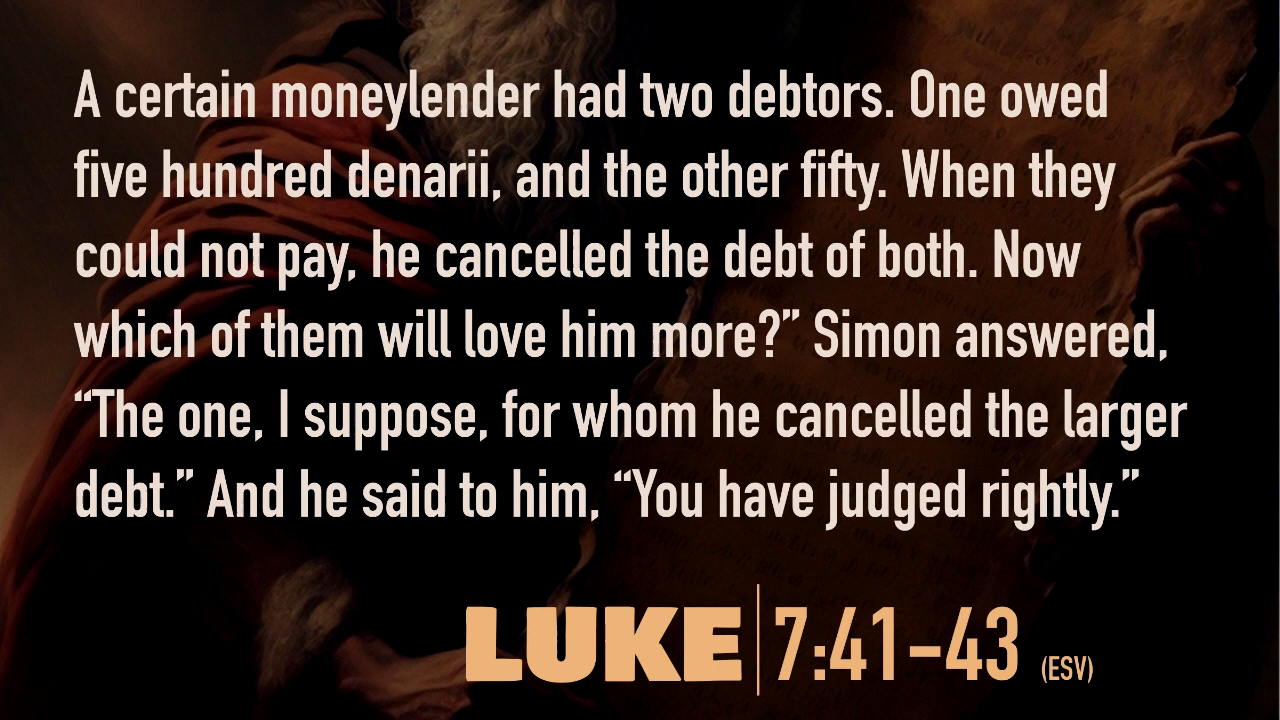 A certain moneylender had two debtors. One owed
five hundred denarii, and the other fifty. When they
could not pay, he cancelled the debt of both. Now
which of them will love him more?” Simon answered,
“The one, I suppose, for whom he cancelled the larger
debt.” And he said to him, “You have judged rightly.”
LUKE 7:41–43 (ESV)